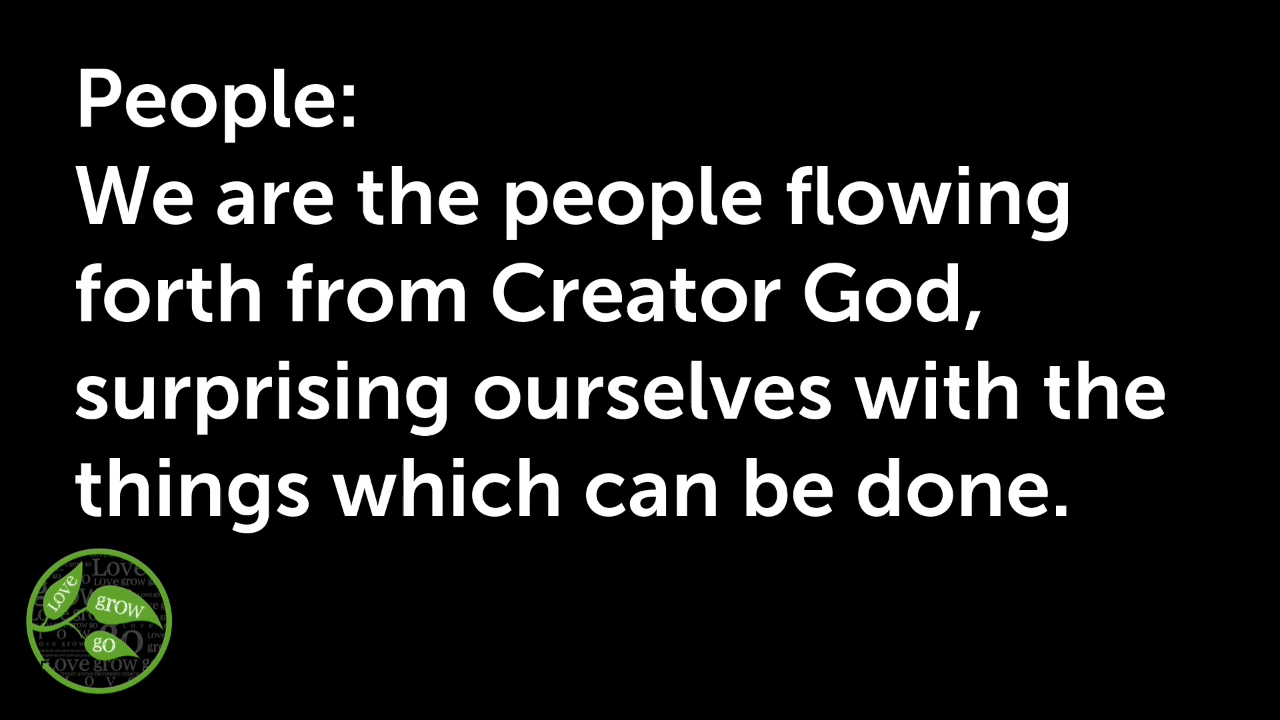 People:
We are the people flowing
forth from Creator God,
surprising ourselves with the
things which can be done.
Love
grow
go